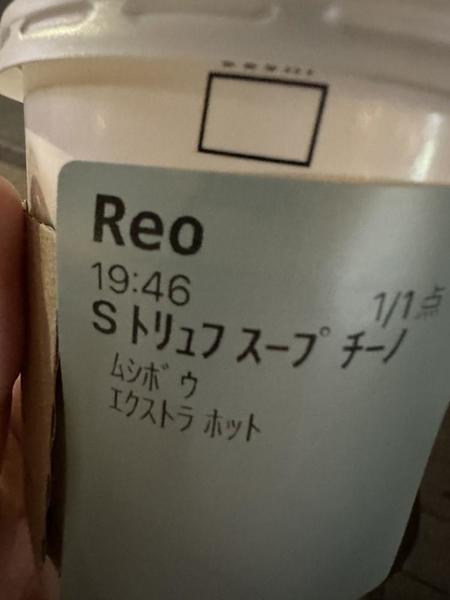 Reo
19:46
1/1点
S トリュフ スープ チーノ
ムシボウ
エクストラ ホット